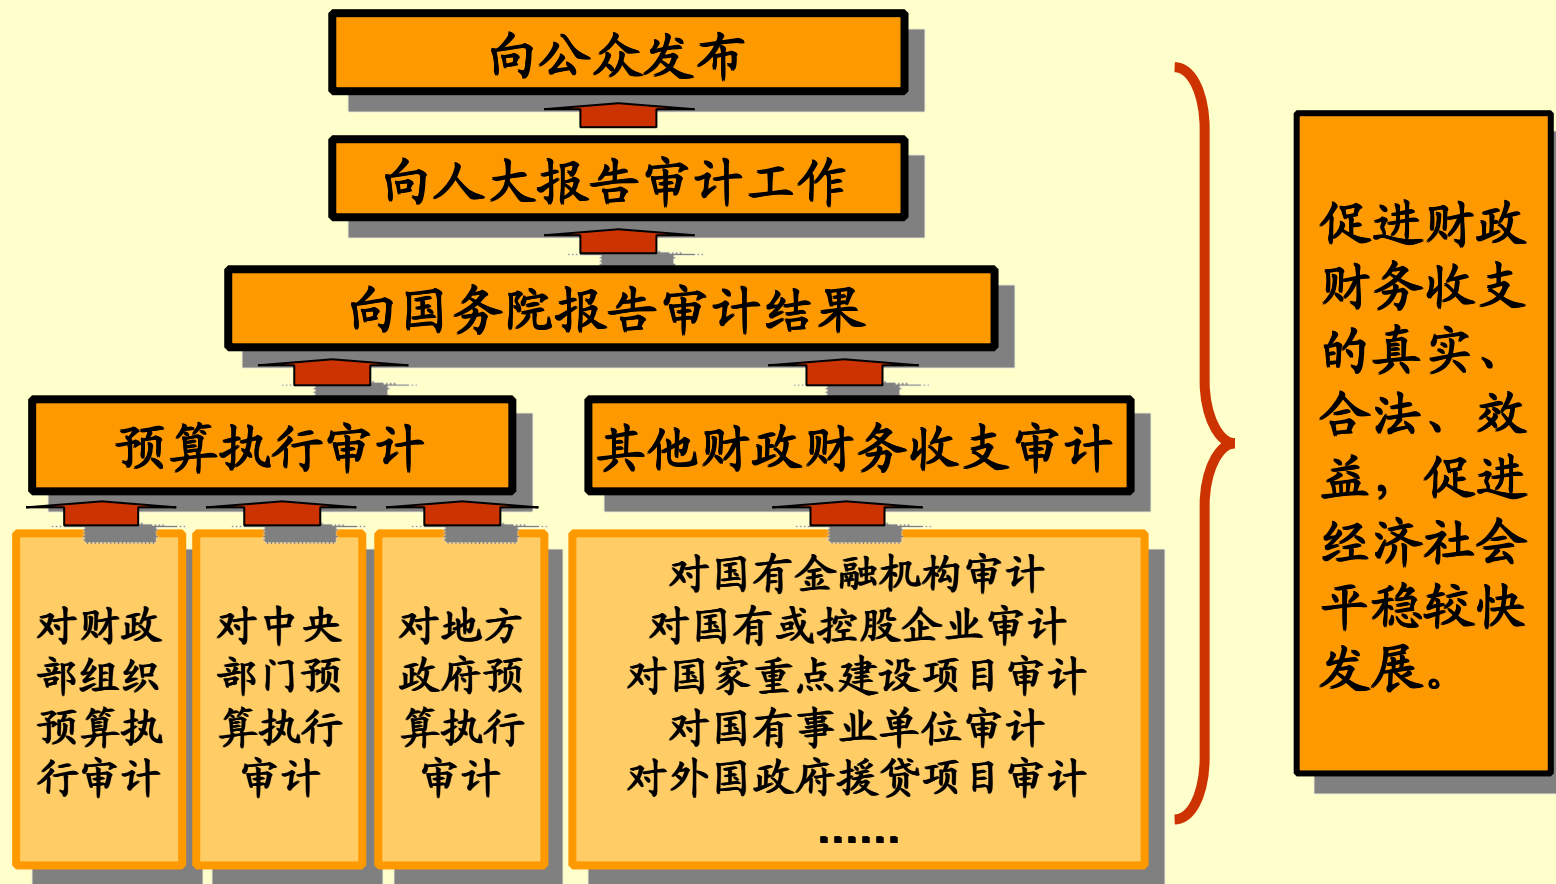 向公众发布
向人大报告审计工作
向国务院报告审计结果
预算执行审计
其他财政财务收支审计
对财政
部组织
预算执
行审计
对中央
部门预
算执行
审计
对地方
政府预
算执行
审计
对国有金融机构审计
对国有或控股企业审计
对国家重点建设项目审计
对国有事业单位审计
对外国政府援贷项目审计
……
促进财政
财务收支
的真实、
合法、效
益，促进
经济社会
平稳较快
发展。